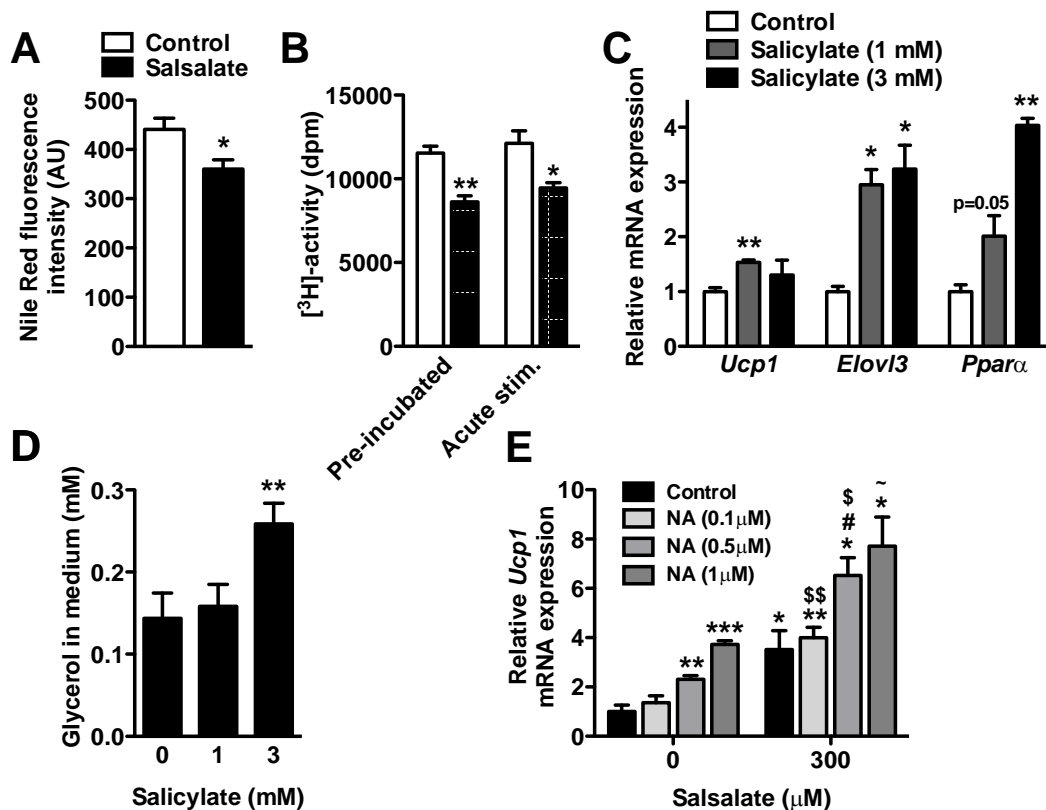 A
Control
Salsalate
Nile Red fluorescence
intensity (AU)
500
400
300
200
100
0
*
B
[³H]-activity (dpm)
15000
10000
5000
0
**
*
Pre-incubated
Acute stim.
C
Control
Salicylate (1 mM)
Salicylate (3 mM)
Relative mRNA expression
4
3
2
1
0
**
*
*
p=0.05
**
Ucp1
Elovl3
Pparα
D
Glycerol in medium (mM)
0.3
0.2
0.1
0.0
**
0 1 3
Salicylate (mM)
E
Control
NA (0.1μM)
NA (0.5μM)
NA (1μM)
Relative Ucp1
mRNA expression
10
8
6
4
2
0
**
***
*
$$
**
$
#
*
~
*
0 300
Salsalate (μM)